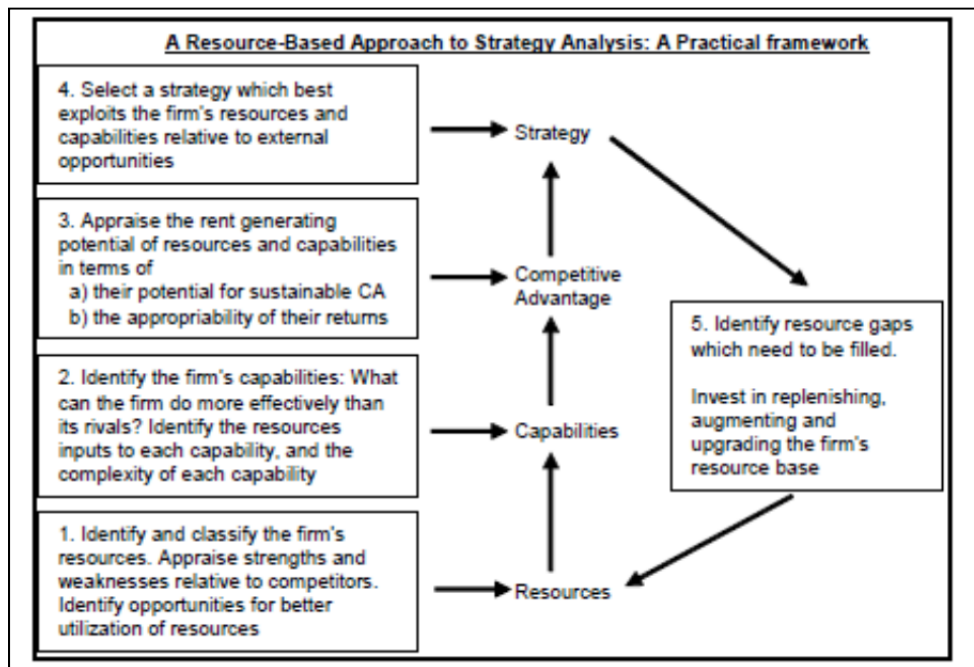 A Resource-Based Approach to Strategy Analysis: A Practical framework
4. Select a strategy which best
exploits the firm's resources and
capabilities relative to external
opportunities
Strategy
3. Appraise the rent generating
potential of resources and capabilities
in terms of
a) their potential for sustainable CA
b) the appropriability of their returns
Competitive
Advantage
5. Identify resource gaps
which need to be filled.
Invest in replenishing,
augmenting and
upgrading the firm's
resource base
2. Identify the firm's capabilities: What
can the firm do more effectively than
its rivals? Identify the resources
inputs to each capability, and the
complexity of each capability
Capabilities
1. Identify and classify the firm's
resources. Appraise strengths and
weaknesses relative to competitors.
Identify opportunities for better
utilization of resources
Resources